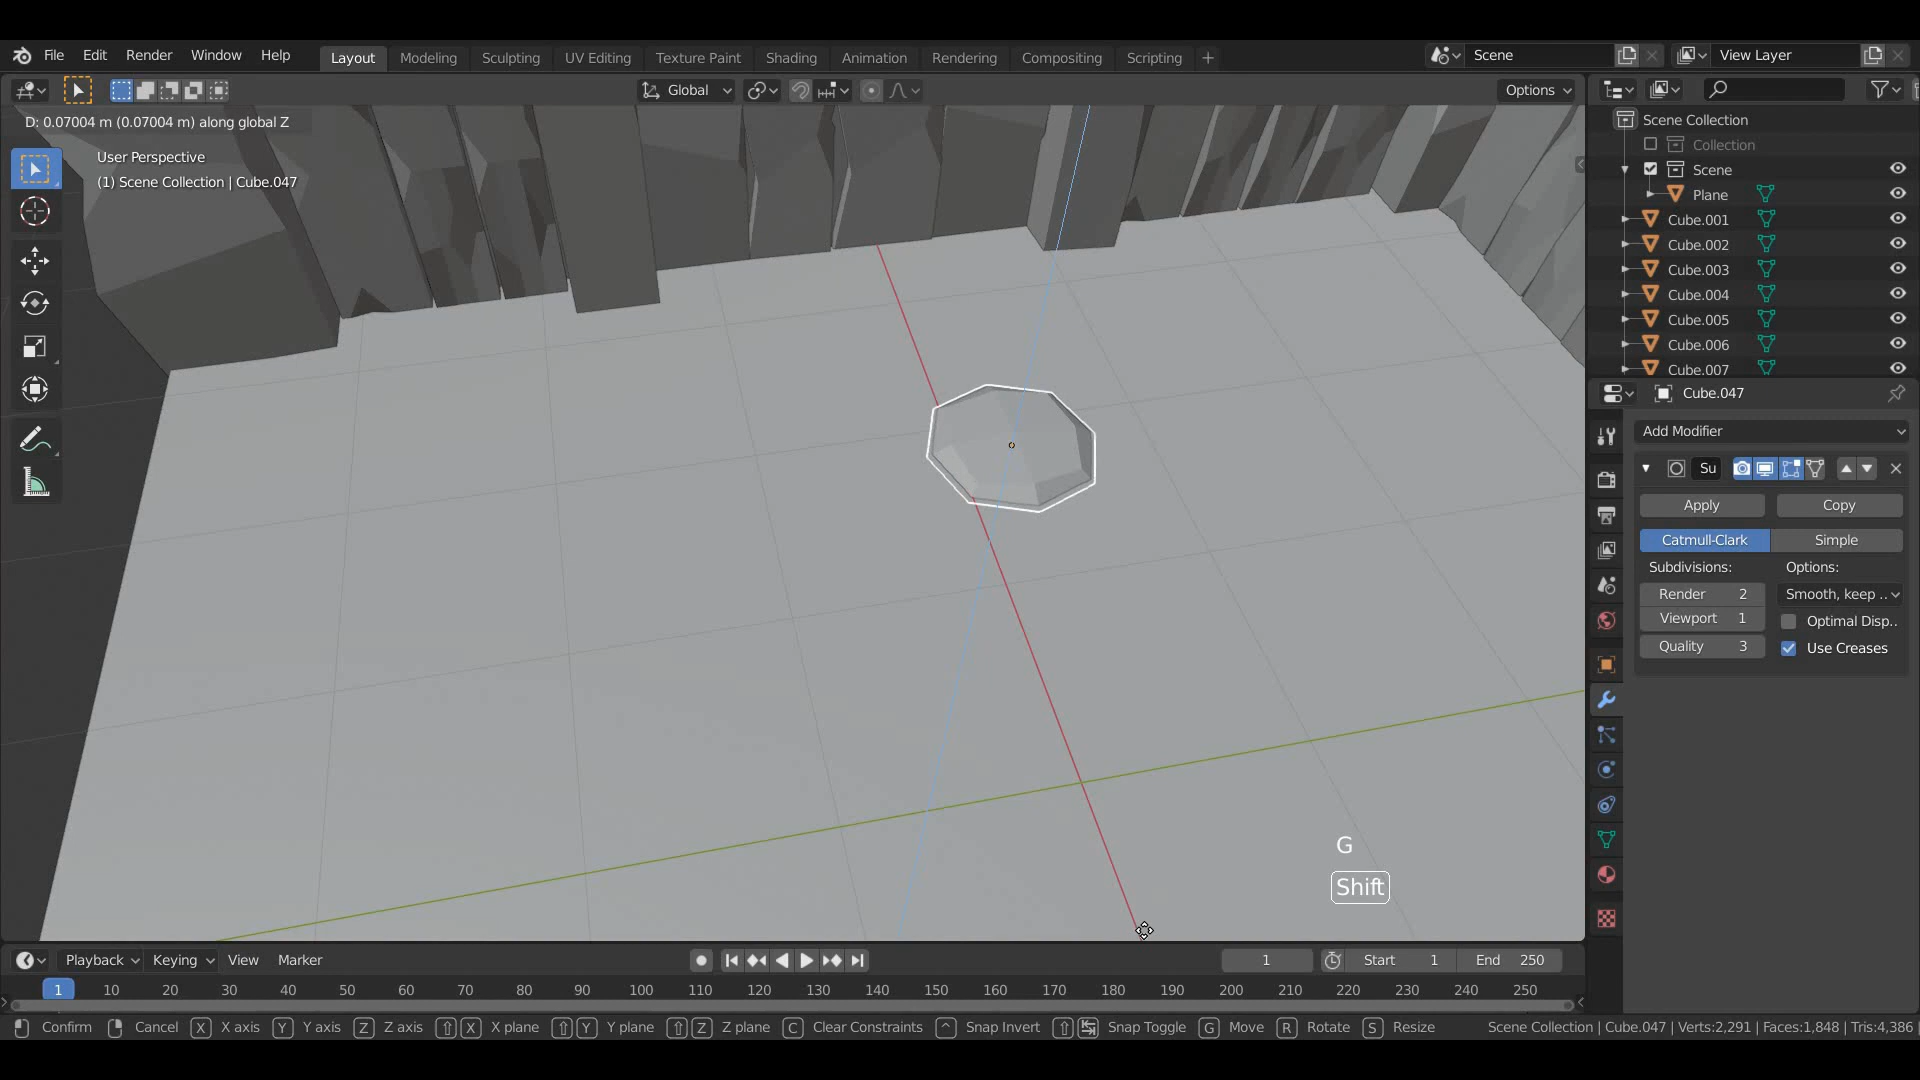 File Edit Render Window Help Layout Modeling Sculpting UV Editing Texture Paint Shading Animation Rendering Compositing Scripting + Scene View Layer
Global Options
D: 0.07004 m (0.07004 m) along global Z
User Perspective
(1) Scene Collection | Cube.047
Scene Collection
Collection
Scene
Plane
Cube.001
Cube.002
Cube.003
Cube.004
Cube.005
Cube.006
Cube.007
Cube.047
Add Modifier
Su
Apply Copy
Catmull-Clark Simple
Subdivisions: Options:
Render 2 Smooth, keep ..
Viewport 1 Optimal Disp..
Quality 3 Use Creases
G
Shift
Playback Keying View Marker 1 Start 1 End 250
1 10 20 30 40 50 60 70 80 90 100 110 120 130 140 150 160 170 180 190 200 210 220 230 240 250
Confirm Cancel X X axis Y Y axis Z Z axis X X plane Y Y plane Z Z plane C Clear Constraints ^ Snap Invert Snap Toggle G Move R Rotate S Resize Scene Collection | Cube.047 | Verts:2,291 | Faces:1,848 | Tris:4,386